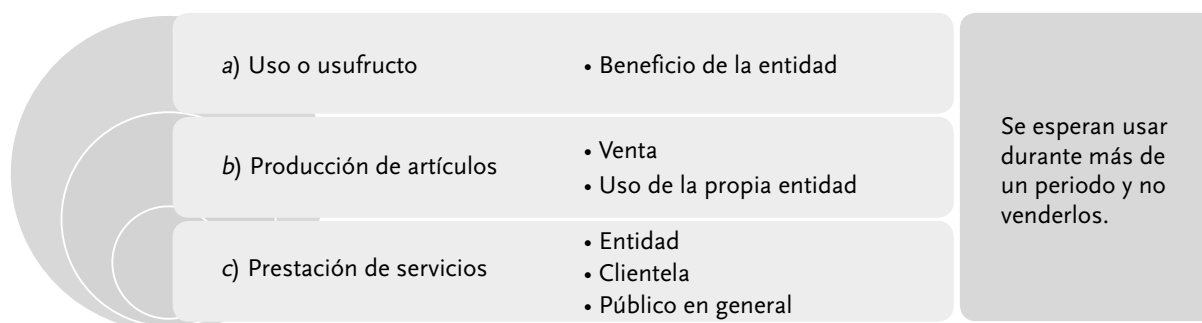 a) Uso o usufructo
• Beneficio de la entidad
b) Producción de artículos
• Venta
• Uso de la propia entidad
c) Prestación de servicios
• Entidad
• Clientela
• Público en general
Se esperan usar
durante más de
un periodo y no
venderlos.